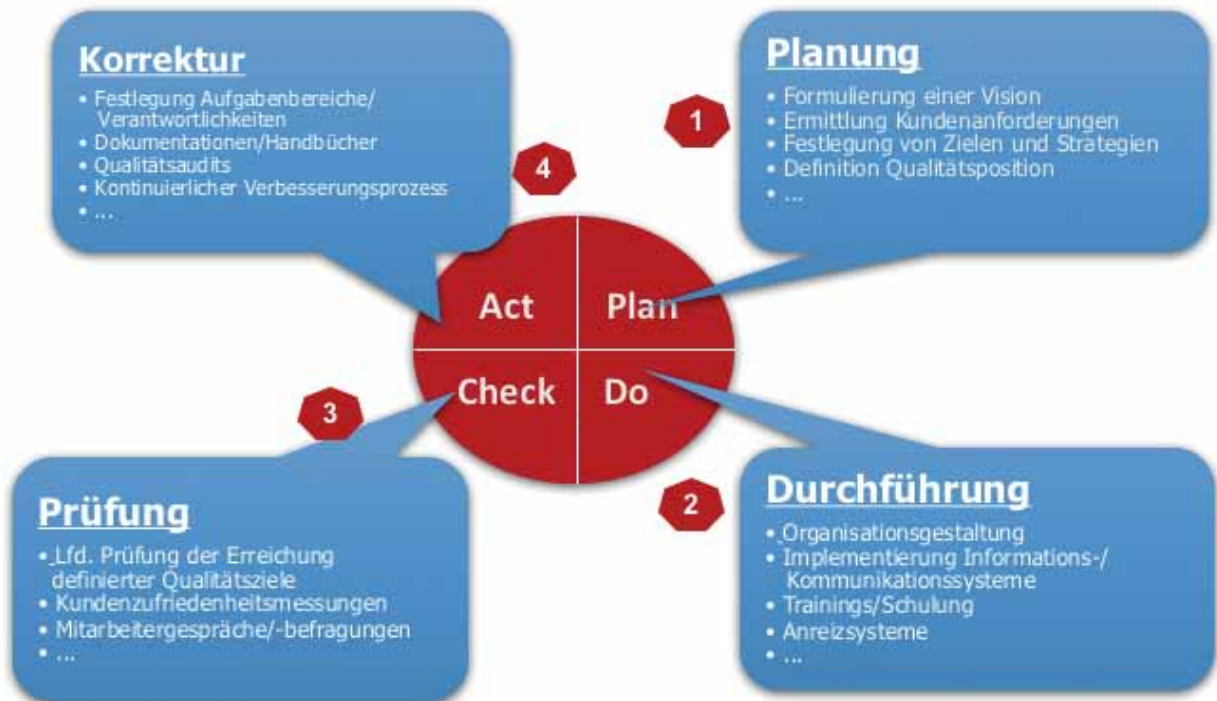 Korrektur
• Festlegung Aufgabenbereiche/
Verantwortlichkeiten
• Dokumentationen/Handbücher
• Qualitätsaudits
• Kontinuierlicher Verbesserungsprozess
• ...
4
1
Planung
• Formulierung einer Vision
• Ermittlung Kundenanforderungen
• Festlegung von Zielen und Strategien
• Definition Qualitätsposition
• ...
Act
Plan
Check
Do
3
Prüfung
• Lfd. Prüfung der Erreichung
definierter Qualitätsziele
• Kundenzufriedenheitsmessungen
• Mitarbeitergespräche/-befragungen
• ...
2
Durchführung
• Organisationsgestaltung
• Implementierung Informations-/
Kommunikationssysteme
• Trainings/Schulung
• Anreizsysteme
• ...